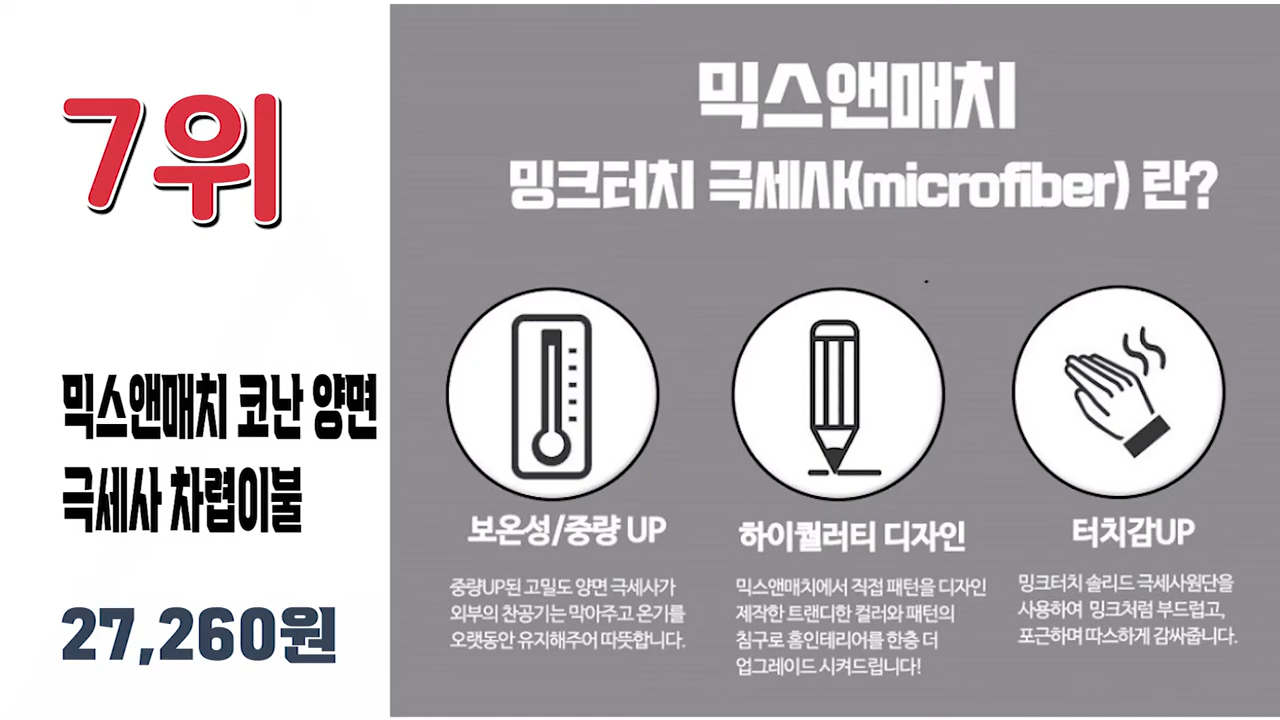 7위
믹스앤매치 코난 양면
극세사 차렵이불
27,260원
믹스앤매치
밍크터치 극세사(microfiber) 란?
보온성/중량 UP
중량UP된 고밀도 양면 극세사가
외부의 찬공기는 막아주고 온기를
오랫동안 유지해주어 따뜻합니다.
하이퀄러티 디자인
믹스앤매치에서 직접 패턴을 디자인
제작한 트랜디한 컬러와 패턴의
침구로 홈인테리어를 한층 더
업그레이드 시켜드립니다!
터치감UP
밍크터치 솔리드 극세사원단을
사용하여 밍크처럼 부드럽고,
포근하며 따스하게 감싸줍니다.